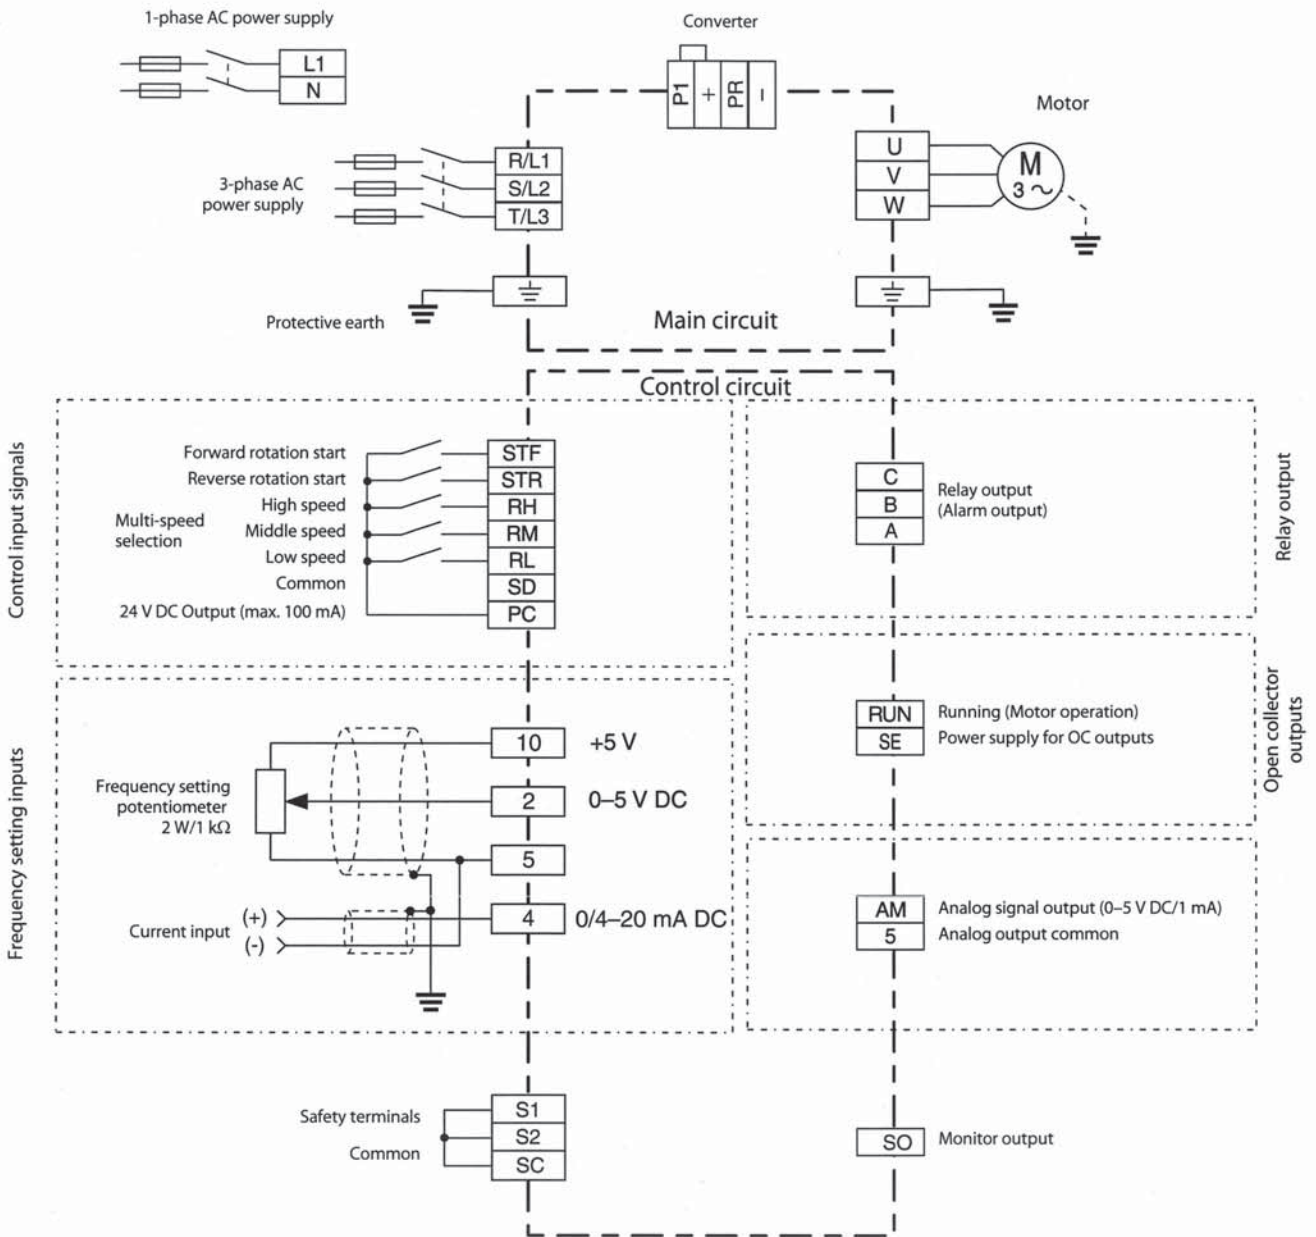 1-phase AC power supply
L1
N
Converter
P1
+
PR
−
Motor
3-phase AC
power supply
R/L1
S/L2
T/L3
U
V
W
M
3 ~
Protective earth
Main circuit
Control circuit
Control input signals
Forward rotation start
Reverse rotation start
High speed
Multi-speed
selection
Middle speed
Low speed
Common
24 V DC Output (max. 100 mA)
STF
STR
RH
RM
RL
SD
PC
C
B
A
Relay output
(Alarm output)
Relay output
Frequency setting inputs
Frequency setting
potentiometer
2 W/1 kΩ
10
+5 V
2
0–5 V DC
5
4
0/4–20 mA DC
Current input
(+)
(-)
RUN
Running (Motor operation)
SE
Power supply for OC outputs
Open collector
outputs
AM
Analog signal output (0–5 V DC/1 mA)
5
Analog output common
Safety terminals
Common
S1
S2
SC
SO
Monitor output